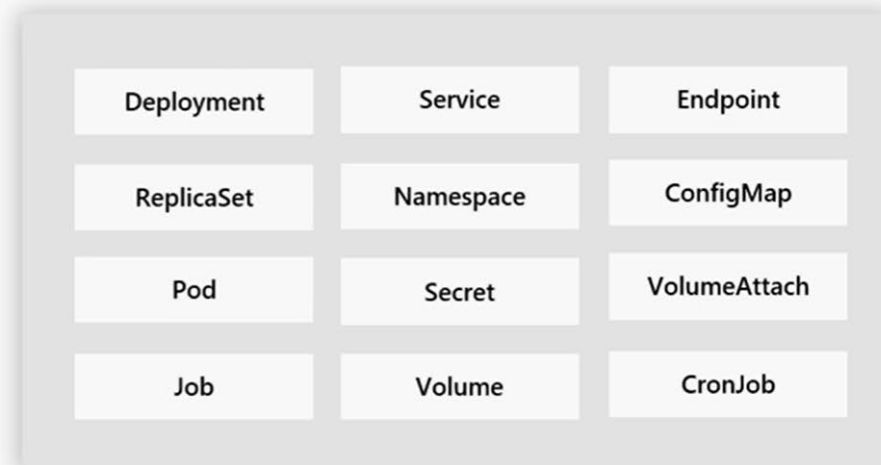 Deployment
Service
Endpoint
ReplicaSet
Namespace
ConfigMap
Pod
Secret
VolumeAttach
Job
Volume
CronJob